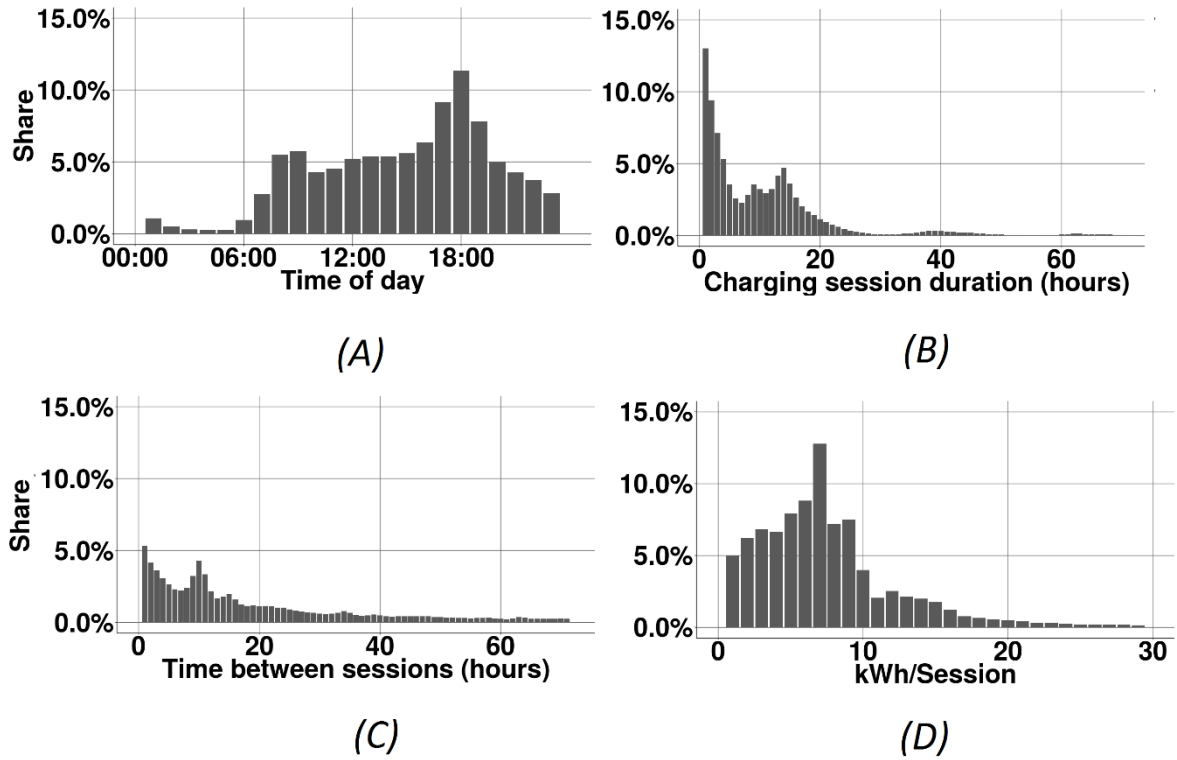 15.0%
10.0%
Share
5.0%
0.0%
00:00 06:00 12:00 18:00
Time of day
(A)
15.0%
10.0%
5.0%
0.0%
0 20 40 60
Charging session duration (hours)
(B)
15.0%
10.0%
Share
5.0%
0.0%
0 20 40 60
Time between sessions (hours)
(C)
15.0%
10.0%
5.0%
0.0%
0 10 20 30
kWh/Session
(D)